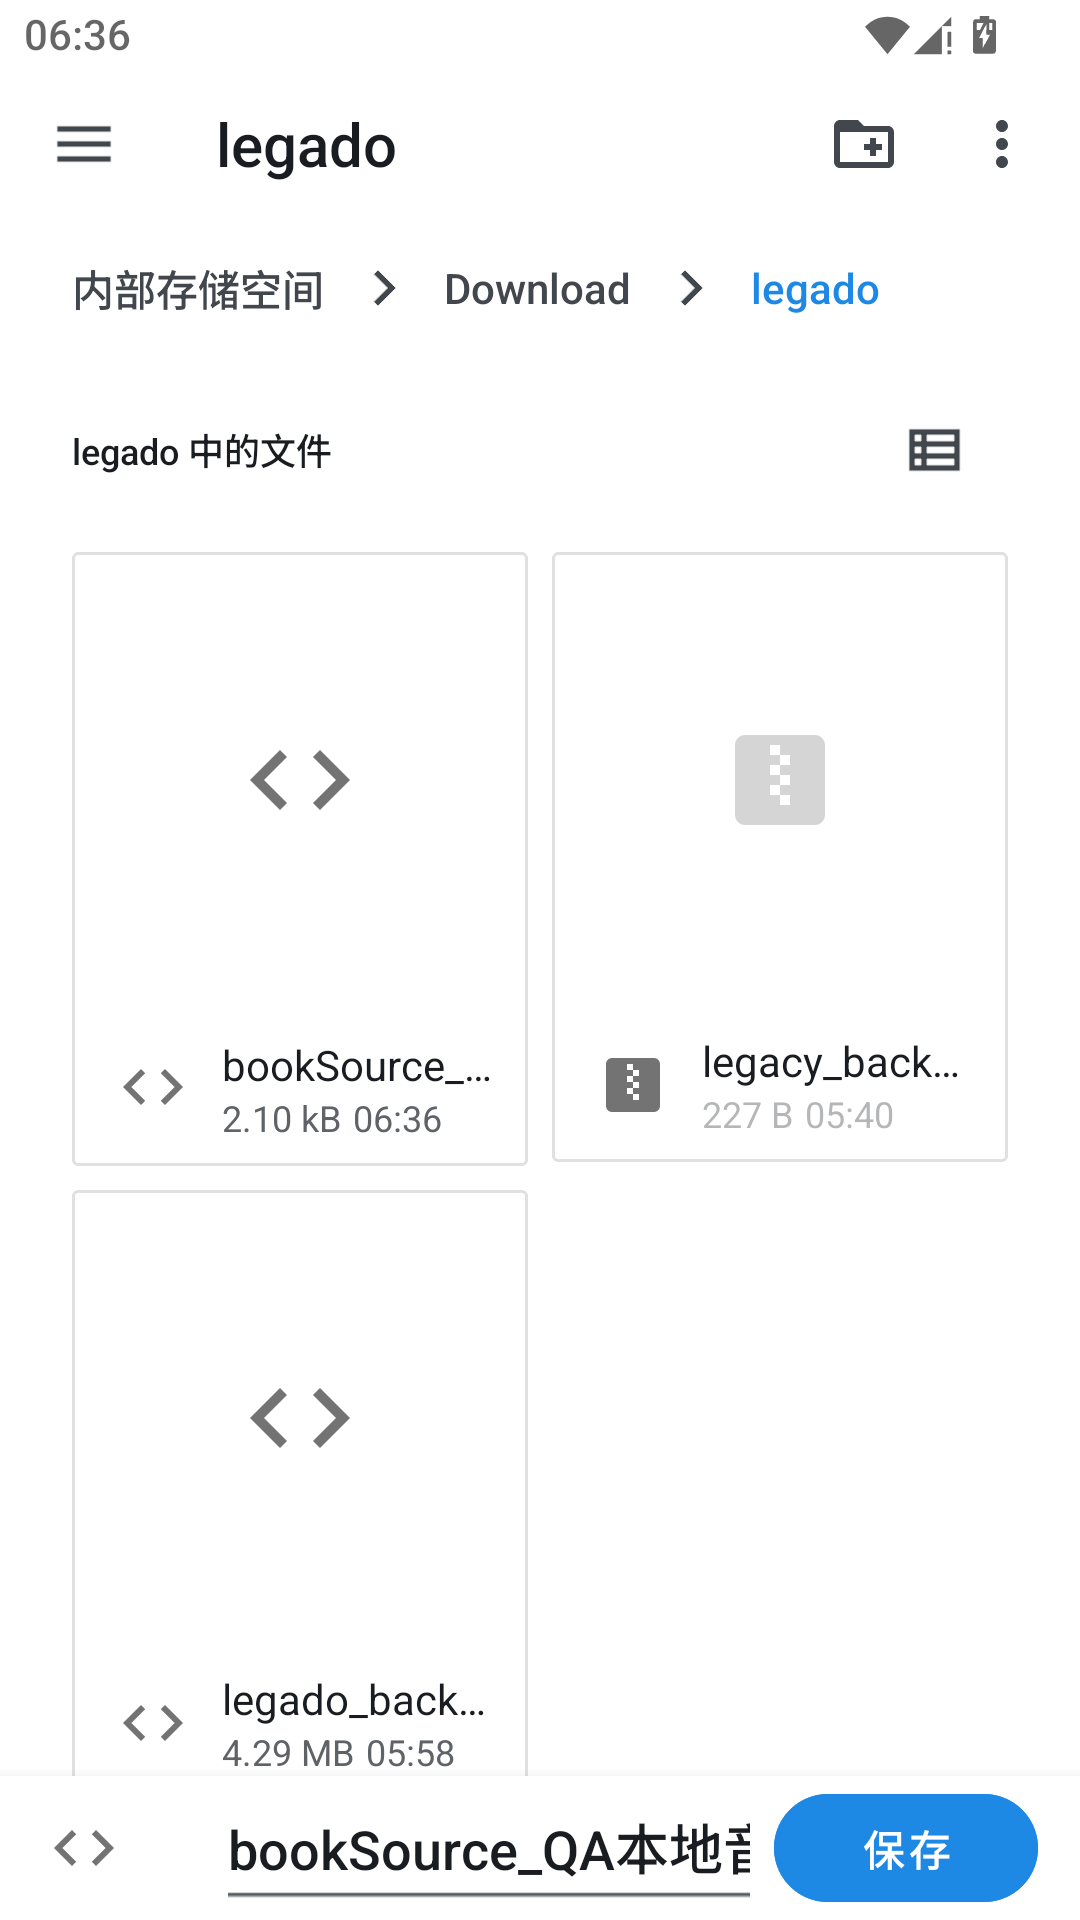 06:36
legado
内部存储空间 Download legado
legado 中的文件
bookSource_…
2.10 kB 06:36
legacy_back…
227 B 05:40
legado_back…
4.29 MB 05:58
bookSource_QA本地音
保存